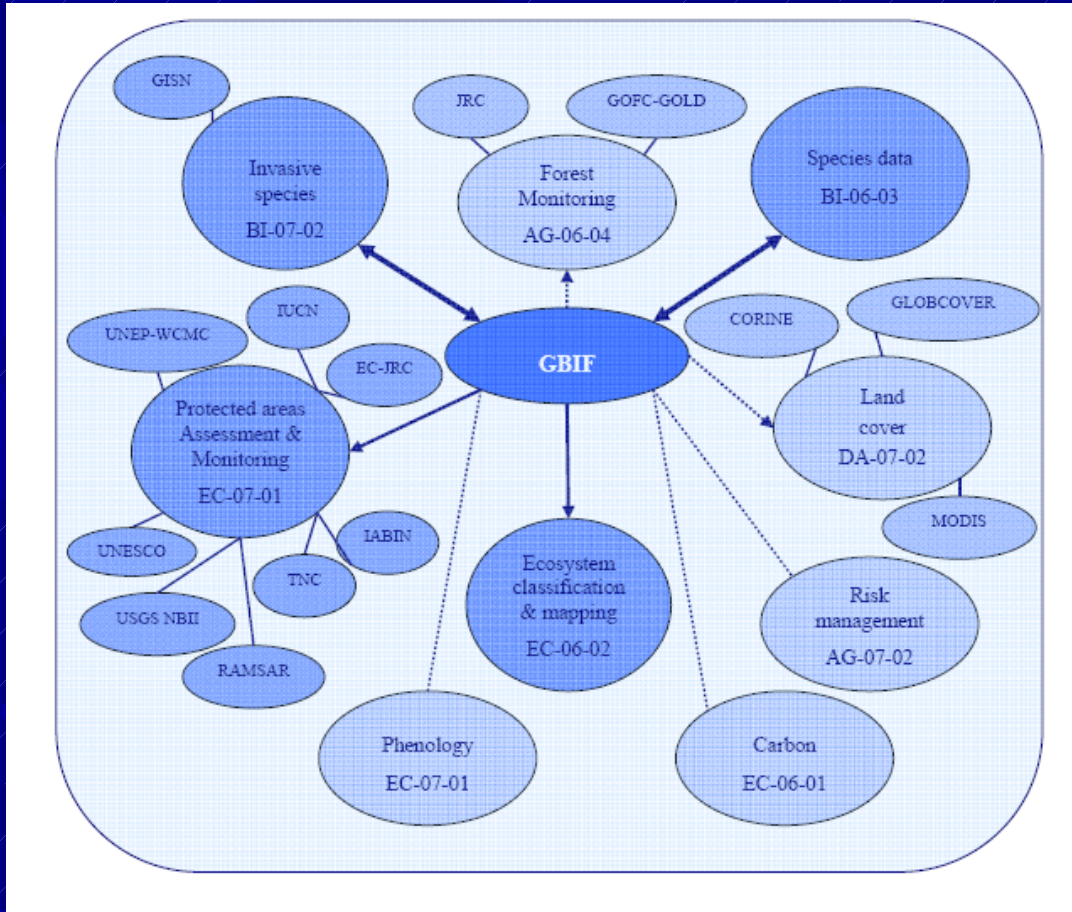 GISN
Invasive
species
BI-07-02
JRC
GOFC-GOLD
Forest
Monitoring
AG-06-04
Species data
BI-06-03
GBIF
UNEP-WCMC
IUCN
EC-JRC
Protected areas
Assessment &
Monitoring
EC-07-01
UNESCO
USGS NBII
RAMSAR
TNC
IABIN
CORINE
GLOBCOVER
Land
cover
DA-07-02
MODIS
Ecosystem
classification
& mapping
EC-06-02
Risk
management
AG-07-02
Phenology
EC-07-01
Carbon
EC-06-01